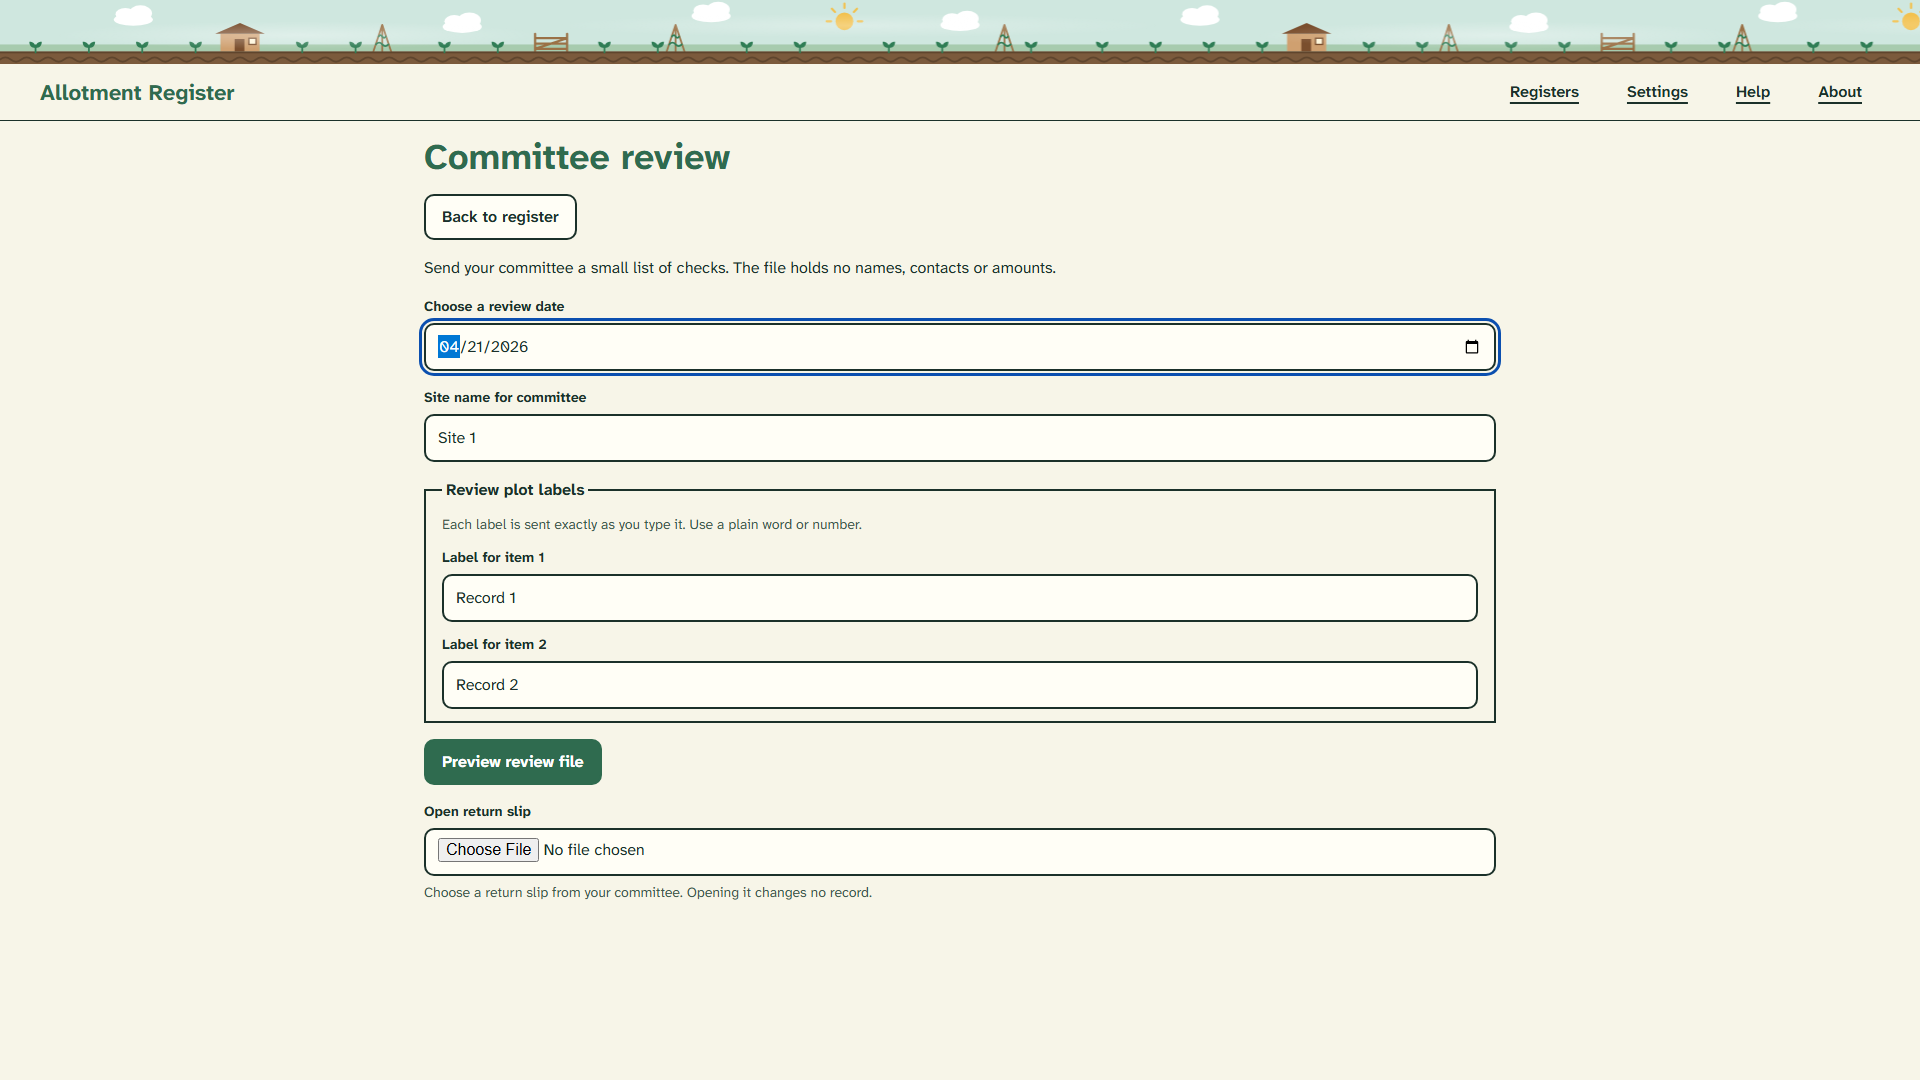 Allotment Register
Registers
Settings
Help
About
Committee review
Back to register
Send your committee a small list of checks. The file holds no names, contacts or amounts.
Choose a review date
04/21/2026
Site name for committee
Site 1
Review plot labels
Each label is sent exactly as you type it. Use a plain word or number.
Label for item 1
Record 1
Label for item 2
Record 2
Preview review file
Open return slip
Choose File No file chosen
Choose a return slip from your committee. Opening it changes no record.